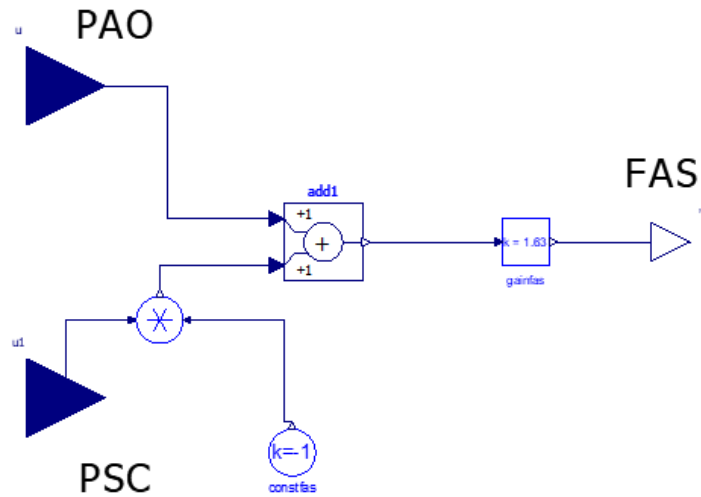 u
PAO
add1
+1
+
+1
FAS
k = 1.63
gainfas
u1
k=-1
constfas
PSC